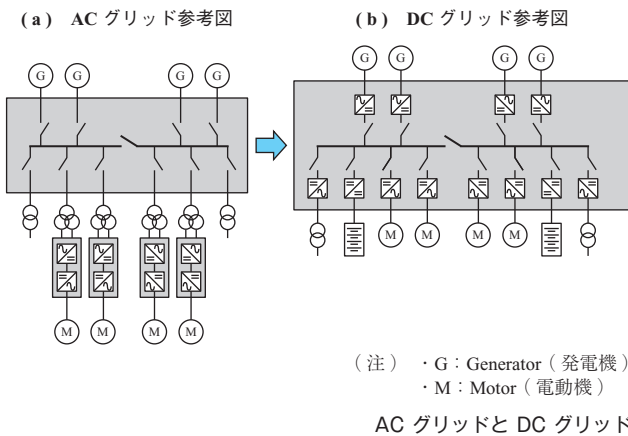 ( a ) AC グリッド参考図
( b ) DC グリッド参考図
G G G G
G G G G
M M M M
M M M M
（ 注 ） ・G：Generator（ 発電機 ）
・M：Motor（ 電動機 ）
AC グリッドと DC グリッド